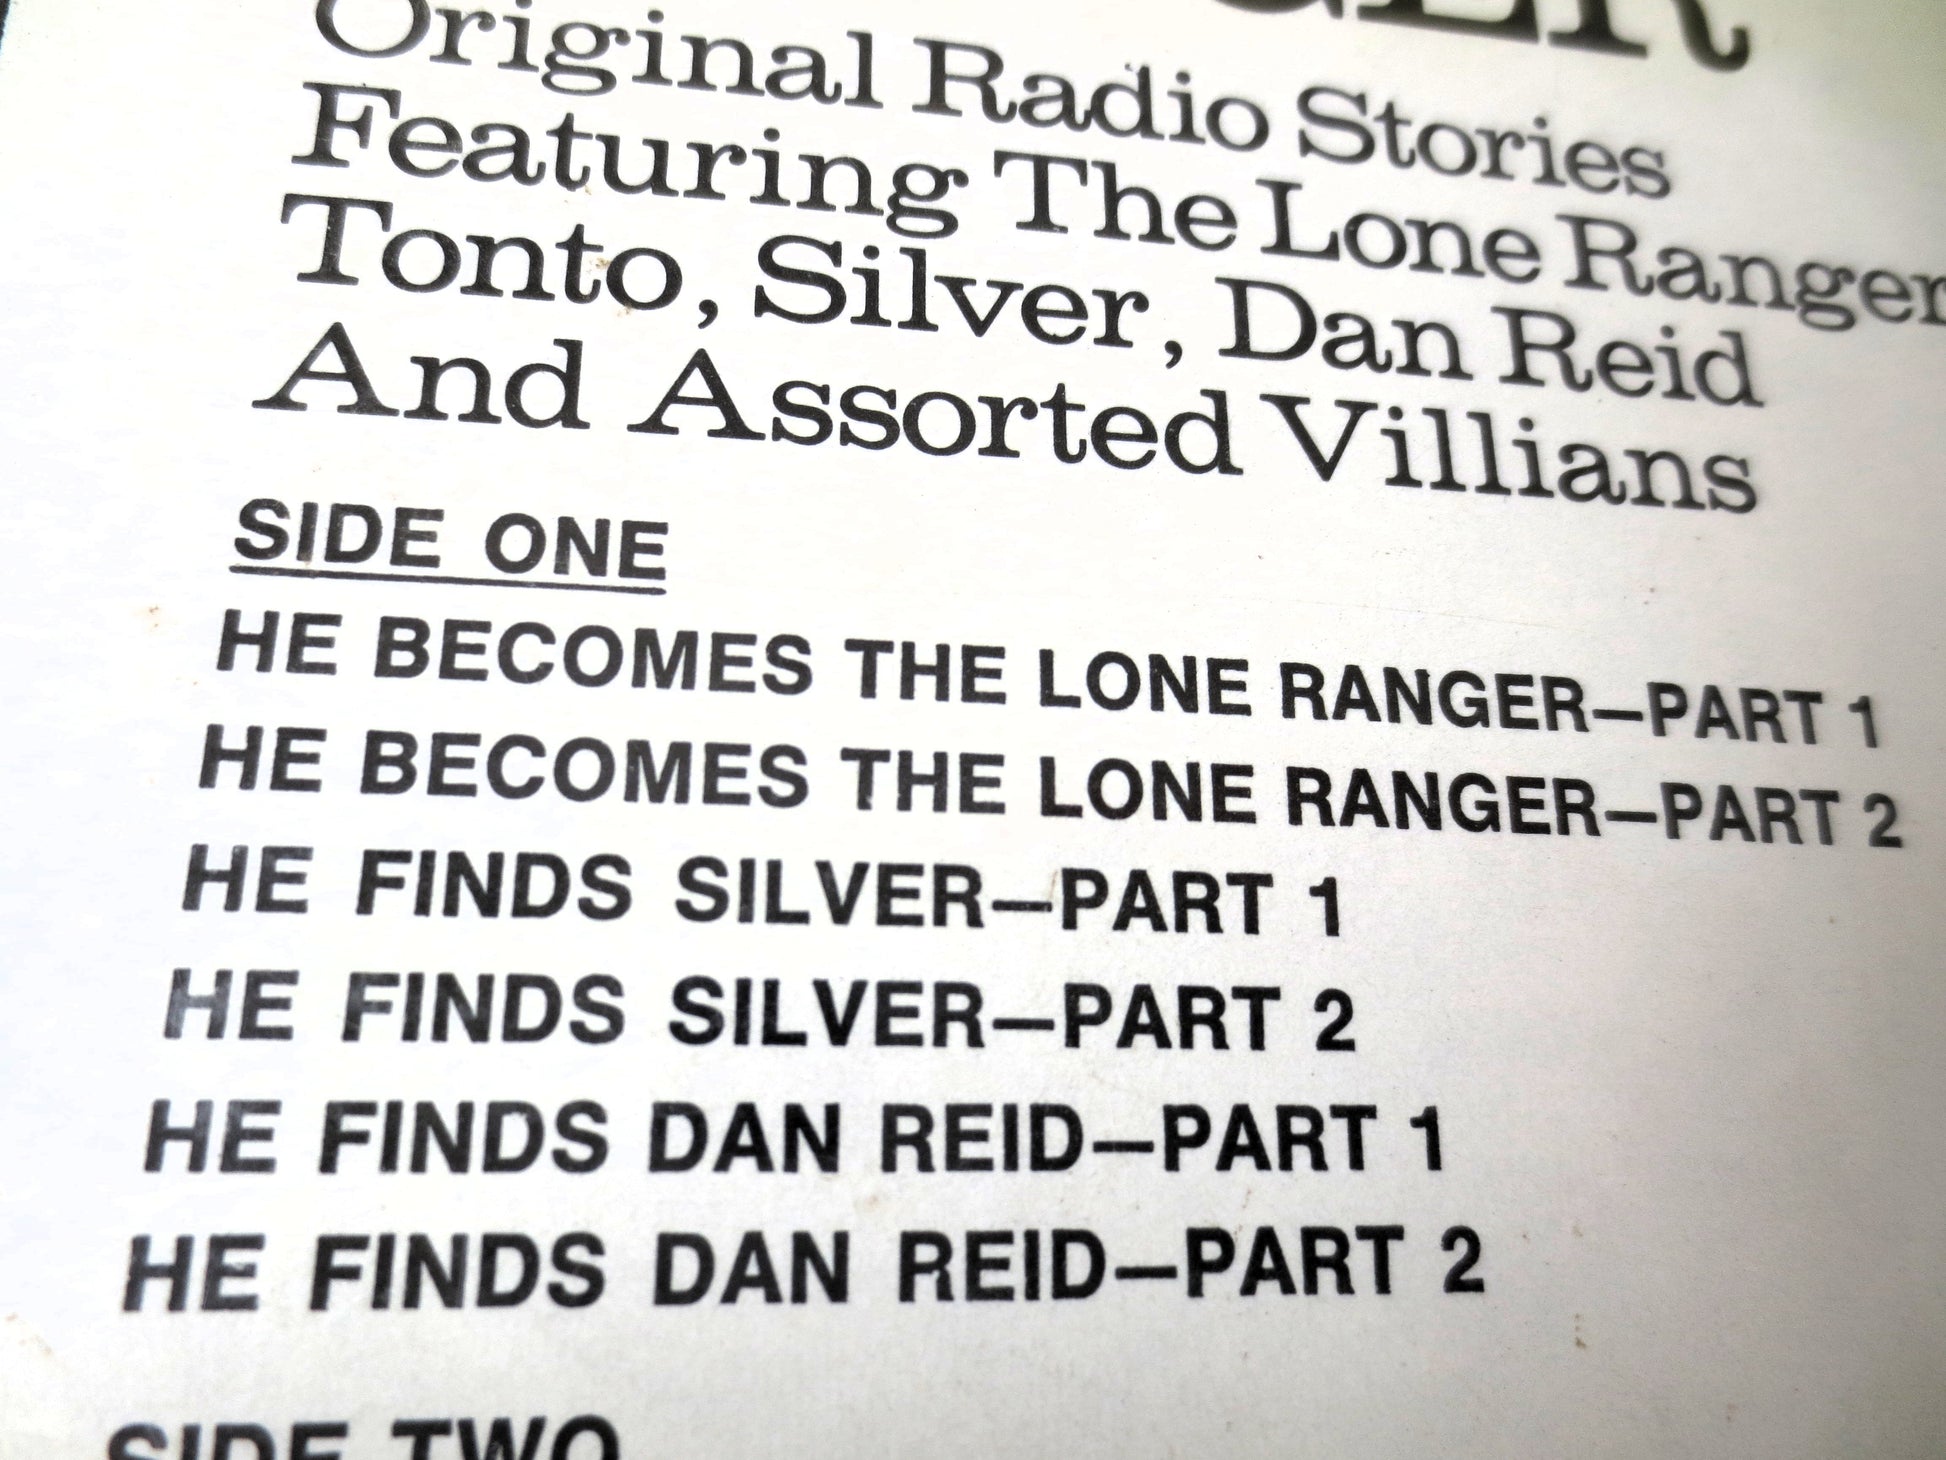 Original Radio Stories
Featuring The Lone Ranger
Tonto, Silver, Dan Reid
And Assorted Villians
SIDE ONE
HE BECOMES THE LONE RANGER—PART 1
HE BECOMES THE LONE RANGER—PART 2
HE FINDS SILVER—PART 1
HE FINDS SILVER—PART 2
HE FINDS DAN REID—PART 1
HE FINDS DAN REID—PART 2
SIDE TWO